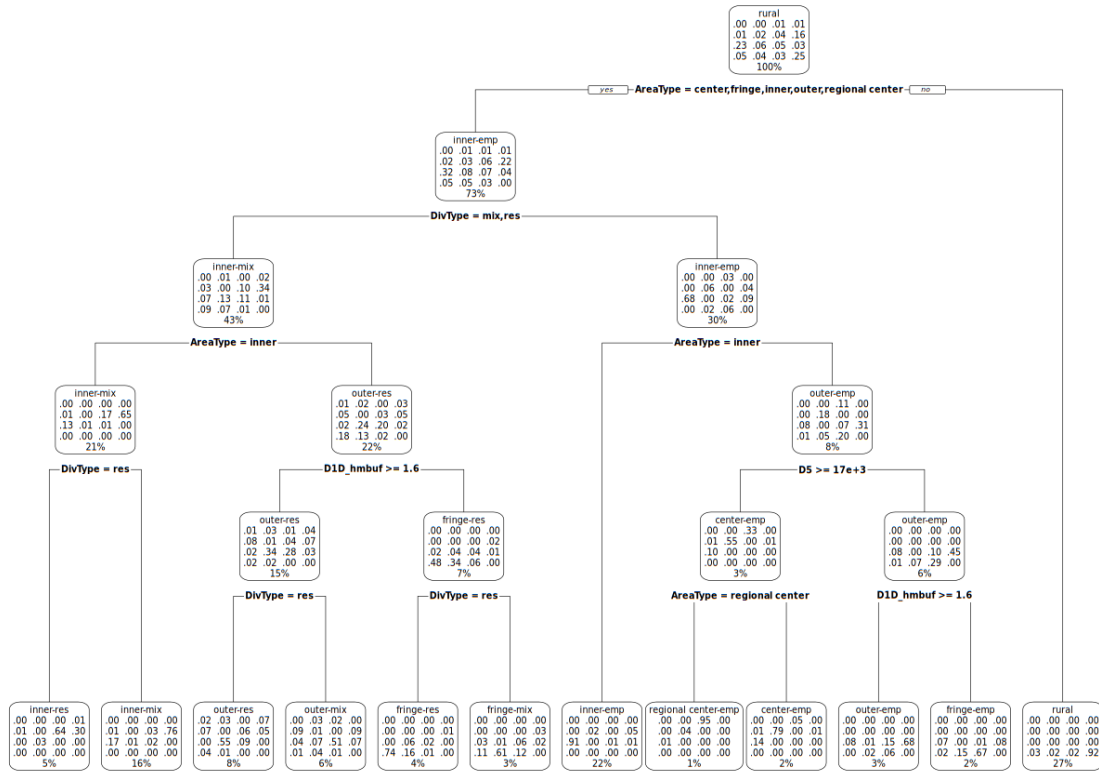 rural
.00 .00 .01 .01
.01 .02 .04 .16
.23 .06 .05 .03
.05 .04 .03 .25
100%
yes AreaType = center,fringe,inner,outer,regional center no
inner-emp
.00 .01 .01 .01
.02 .03 .06 .22
.32 .08 .07 .04
.05 .05 .03 .00
73%
DivType = mix,res
inner-mix
.00 .01 .00 .02
.03 .00 .10 .34
.07 .13 .11 .01
.09 .07 .01 .00
43%
inner-emp
.00 .00 .03 .00
.00 .06 .00 .04
.68 .00 .02 .09
.00 .02 .06 .00
30%
AreaType = inner
AreaType = inner
inner-mix
.00 .00 .00 .00
.01 .00 .17 .65
.13 .01 .01 .00
.00 .00 .00 .00
21%
outer-res
.01 .02 .00 .03
.05 .00 .03 .05
.02 .24 .20 .02
.18 .13 .02 .00
22%
outer-emp
.00 .00 .11 .00
.00 .18 .00 .00
.08 .00 .07 .31
.01 .05 .20 .00
8%
DivType = res
D1D_hmbuf >= 1.6
D5 >= 17e+3
outer-res
.01 .03 .01 .04
.08 .01 .04 .07
.02 .34 .28 .03
.02 .02 .00 .00
15%
fringe-res
.00 .00 .00 .00
.00 .00 .00 .02
.02 .04 .04 .01
.48 .34 .06 .00
7%
center-emp
.00 .00 .33 .00
.01 .55 .00 .01
.10 .00 .00 .00
.00 .00 .00 .00
3%
outer-emp
.00 .00 .00 .00
.00 .00 .00 .00
.08 .00 .10 .45
.01 .07 .29 .00
6%
DivType = res
DivType = res
AreaType = regional center
D1D_hmbuf >= 1.6
inner-res
.00 .00 .00 .01
.01 .00 .64 .30
.00 .03 .00 .00
.00 .00 .00 .00
5%
inner-mix
.00 .00 .00 .00
.01 .00 .03 .76
.17 .01 .02 .00
.00 .00 .00 .00
16%
outer-res
.02 .03 .00 .07
.07 .00 .06 .05
.00 .55 .09 .00
.04 .01 .00 .00
8%
outer-mix
.00 .03 .02 .00
.09 .01 .00 .09
.04 .07 .51 .07
.01 .04 .01 .00
6%
fringe-res
.00 .00 .00 .00
.00 .00 .00 .01
.00 .06 .02 .00
.74 .16 .01 .00
4%
fringe-mix
.00 .00 .00 .00
.00 .00 .00 .03
.03 .01 .06 .02
.11 .61 .12 .00
3%
inner-emp
.00 .00 .00 .00
.00 .02 .00 .05
.91 .00 .01 .01
.00 .00 .00 .00
22%
regional center-emp
.00 .00 .95 .00
.00 .04 .00 .00
.01 .00 .00 .00
.00 .00 .00 .00
1%
center-emp
.00 .00 .05 .00
.01 .79 .00 .01
.14 .00 .00 .00
.00 .00 .00 .00
2%
outer-emp
.00 .00 .00 .00
.00 .00 .00 .00
.08 .01 .15 .68
.00 .02 .06 .00
3%
fringe-emp
.00 .00 .00 .00
.00 .00 .00 .00
.07 .00 .01 .08
.02 .15 .67 .00
2%
rural
.00 .00 .00 .00
.00 .00 .00 .00
.00 .00 .00 .00
.03 .02 .02 .92
27%